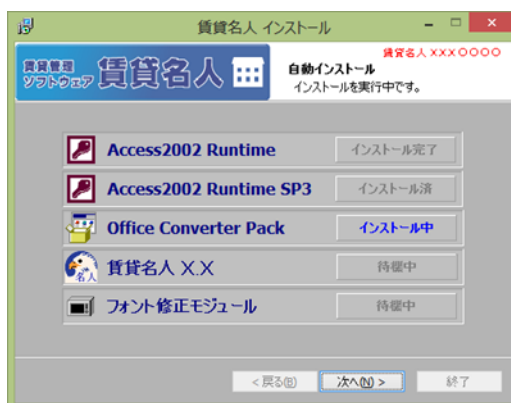 賃貸名人 インストール
賃貸名人 XXX0000
賃貸管理
ソフトウェア 賃貸名人
自動インストール
インストールを実行中です。
Access2002 Runtime インストール完了
Access2002 Runtime SP3 インストール済
Office Converter Pack インストール中
名人 賃貸名人 X.X 待機中
フォント修正モジュール 待機中
< 戻る(B) 次へ(N) > 終了